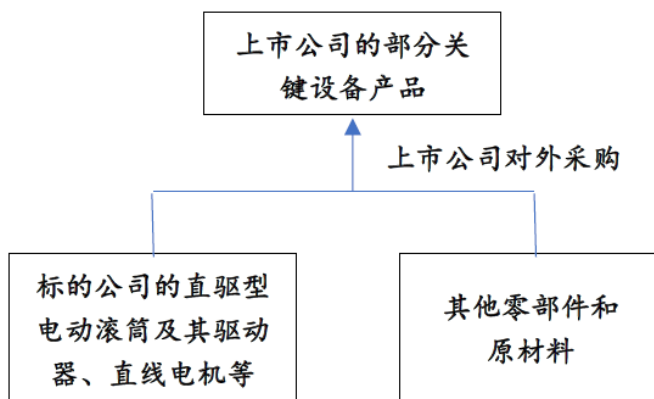 上市公司的部分关
键设备产品
上市公司对外采购
标的公司的直驱型
电动滚筒及其驱动
器、直线电机等
其他零部件和
原材料